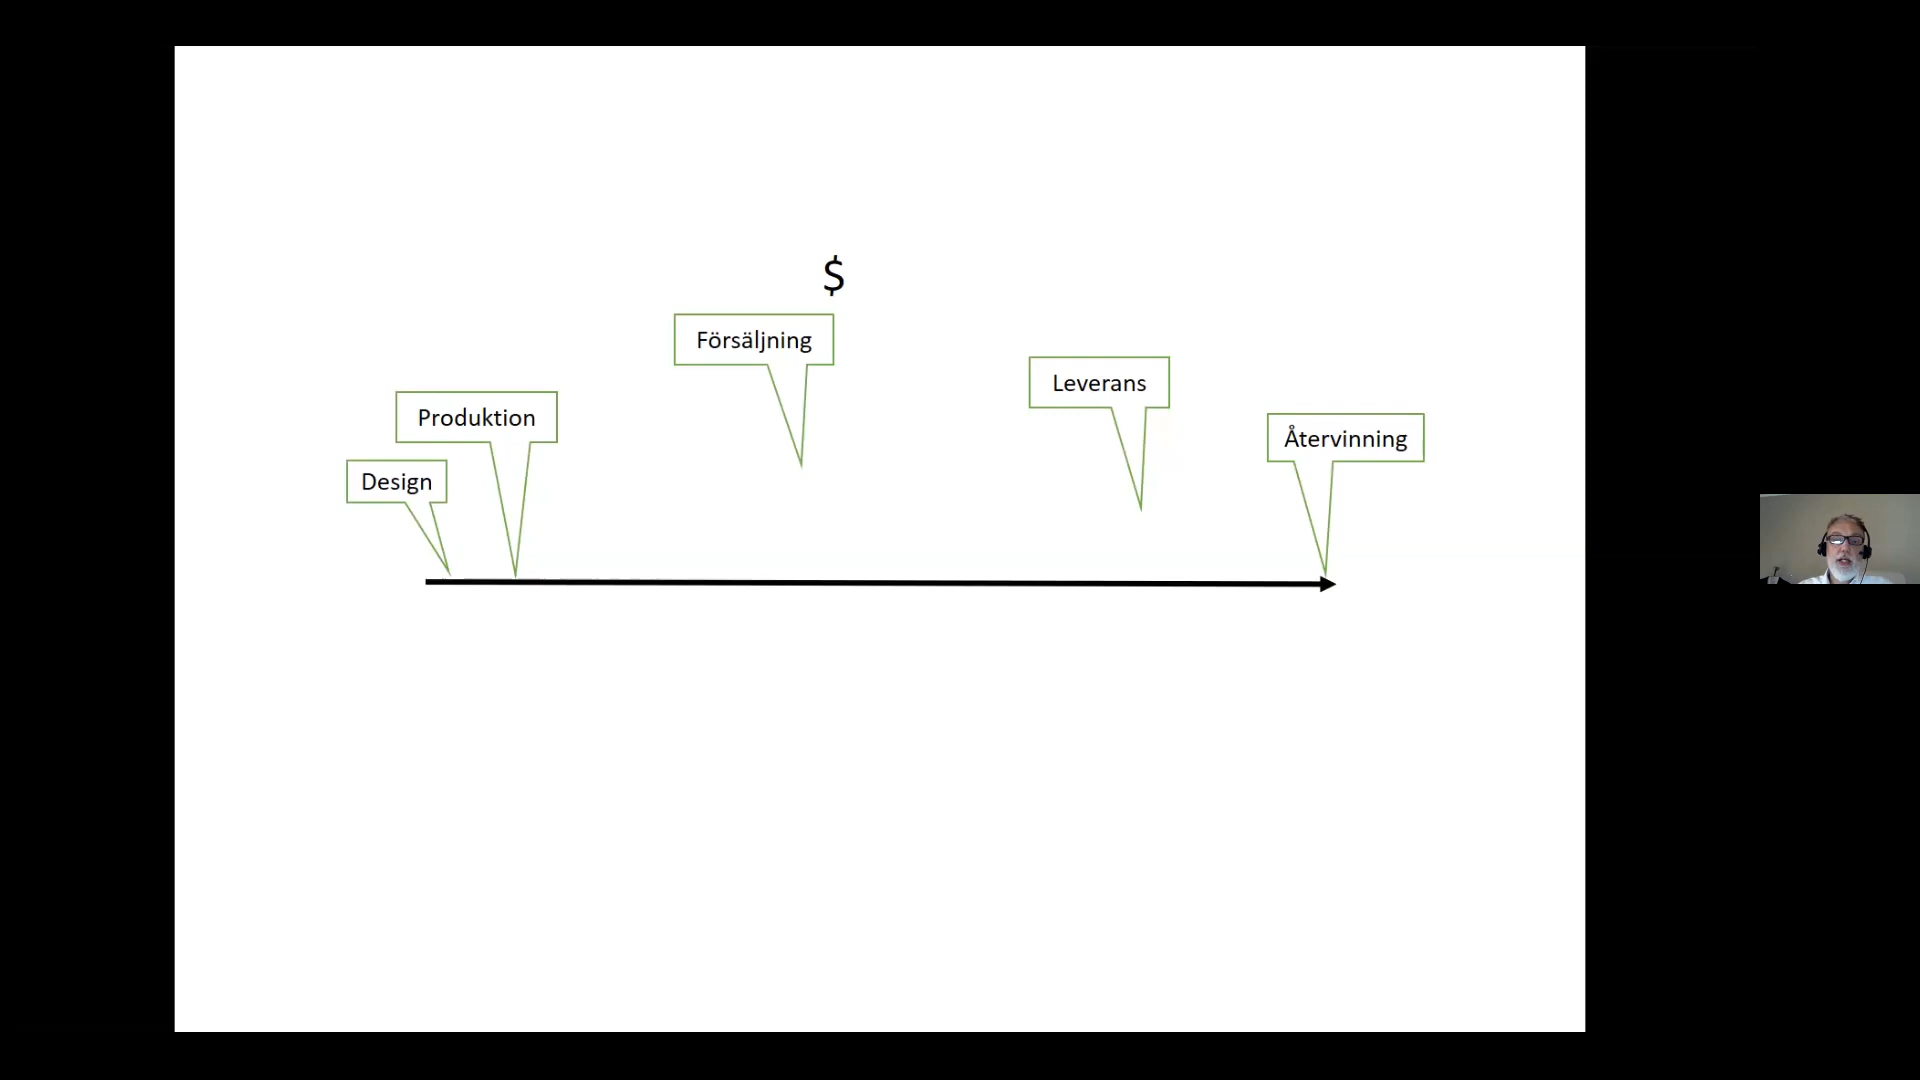 $
Försäljning
Leverans
Produktion
Återvinning
Design